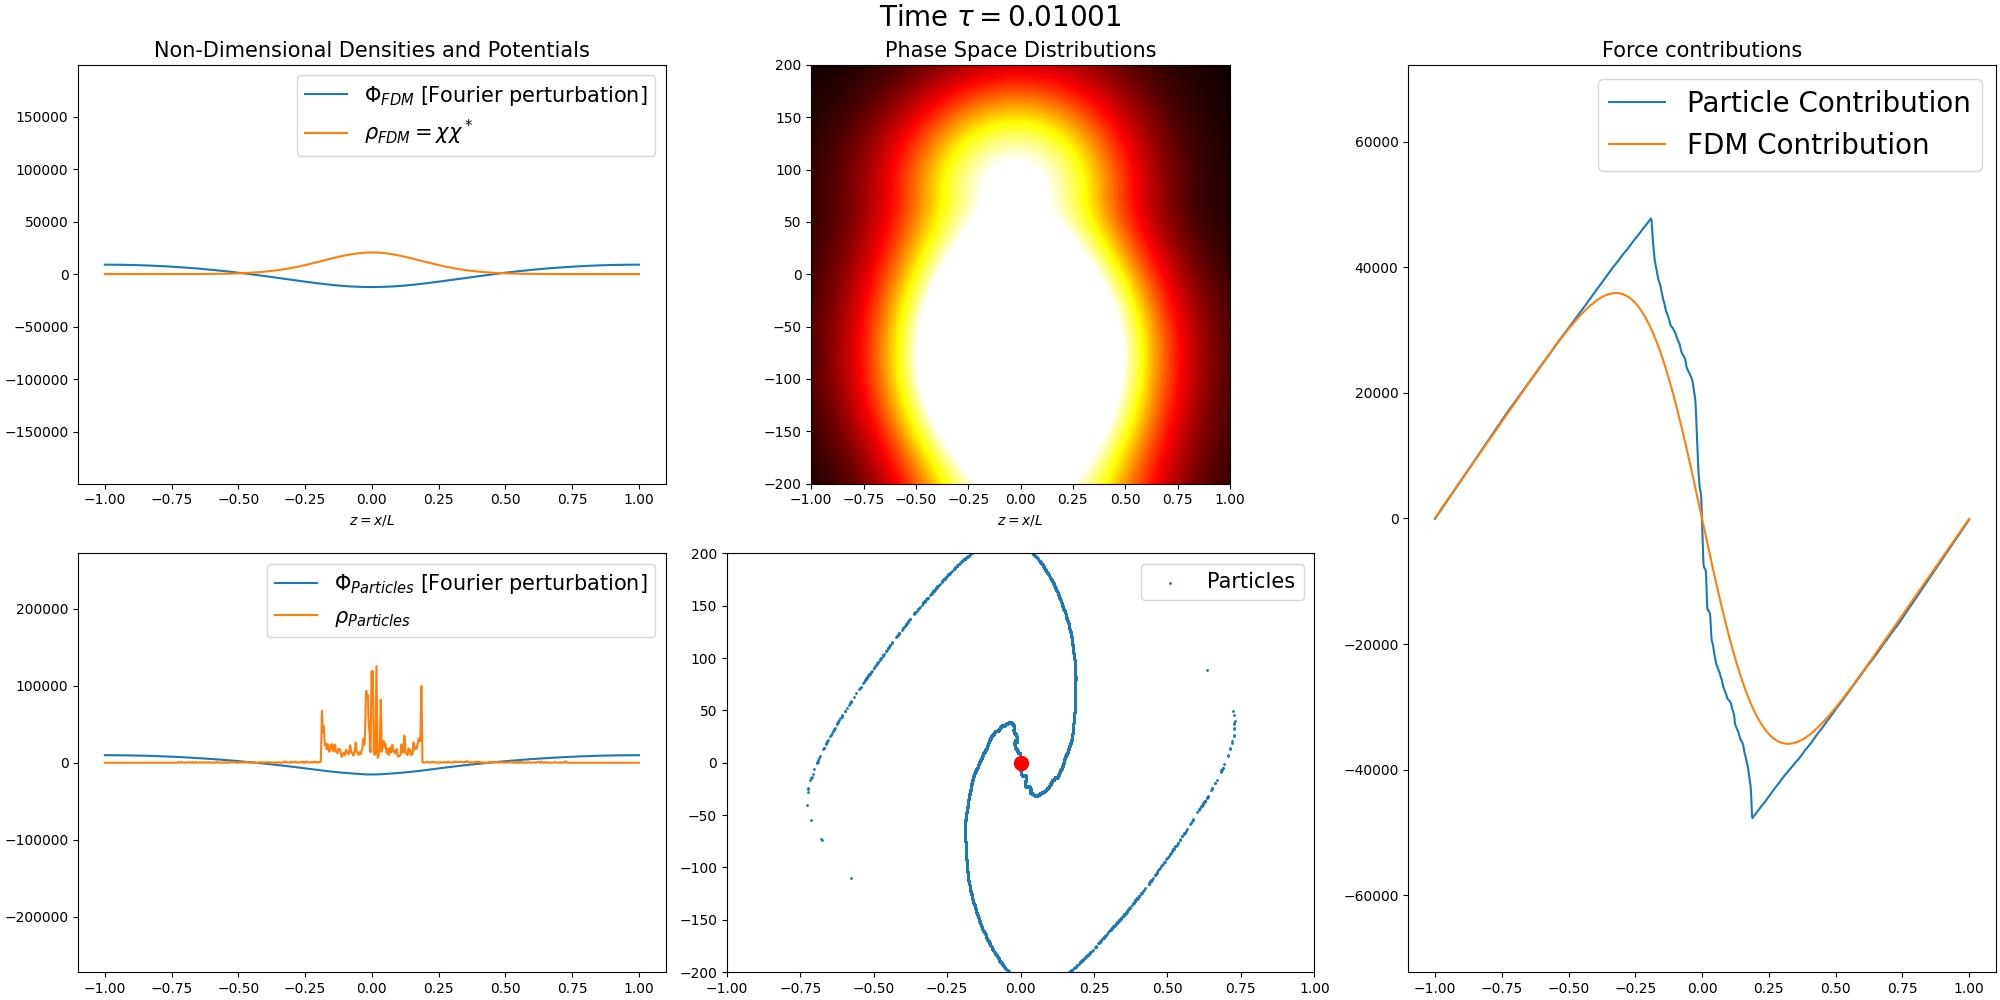 Time τ = 0.01001
Non-Dimensional Densities and Potentials
Φ_FDM [Fourier perturbation]
ρ_FDM = χχ*
150000
100000
50000
0
−50000
−100000
−150000
−1.00 −0.75 −0.50 −0.25 0.00 0.25 0.50 0.75 1.00
z = x/L
Phase Space Distributions
200
150
100
50
0
−50
−100
−150
−200
−1.00 −0.75 −0.50 −0.25 0.00 0.25 0.50 0.75 1.00
z = x/L
Force contributions
Particle Contribution
FDM Contribution
60000
40000
20000
0
−20000
−40000
−60000
−1.00 −0.75 −0.50 −0.25 0.00 0.25 0.50 0.75 1.00
Φ_Particles [Fourier perturbation]
ρ_Particles
200000
100000
0
−100000
−200000
−1.00 −0.75 −0.50 −0.25 0.00 0.25 0.50 0.75 1.00
Particles
200
150
100
50
0
−50
−100
−150
−200
−1.00 −0.75 −0.50 −0.25 0.00 0.25 0.50 0.75 1.00